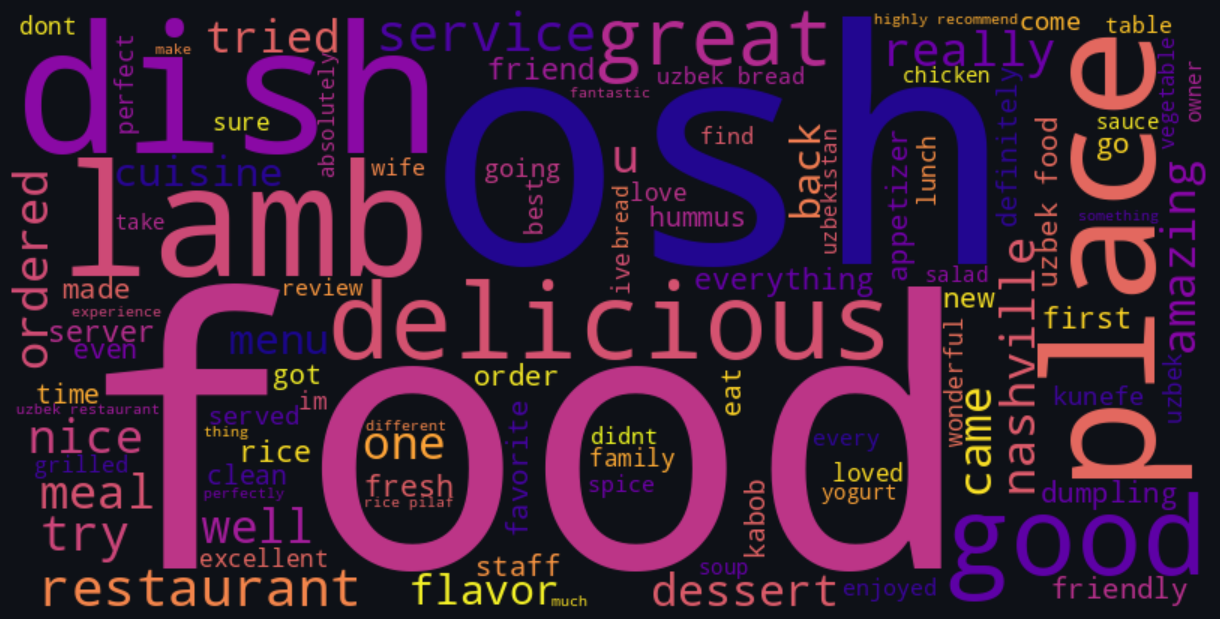 dont
tried
service
great
highly recommend
come
table
make
dish
perfect
absolutely
friend
uzbek bread
fantastic
osh
really
chicken
definitely
place
vegetable
owner
sure
sauce
go
find
going
best
u
love
hummus
ivebread
back
uzbekistan
appetizer
lunch
uzbek food
something
amazing
cuisine
wife
lamb
take
ordered
made
review
experience
server
even
menu
everything
salad
delicious
new
nashville
first
food
got
order
eat
wonderful
came
kunefe
uzbek
time
uzbek restaurant
im
served
thing
nice
rice
grilled
clean
perfectly
different
one
fresh
rice pilaf
favorite
didnt
family
spice
every
loved
yogurt
meal
try
well
kabob
dumpling
good
excellent
staff
soup
restaurant
flavor
much
dessert
enjoyed
friendly